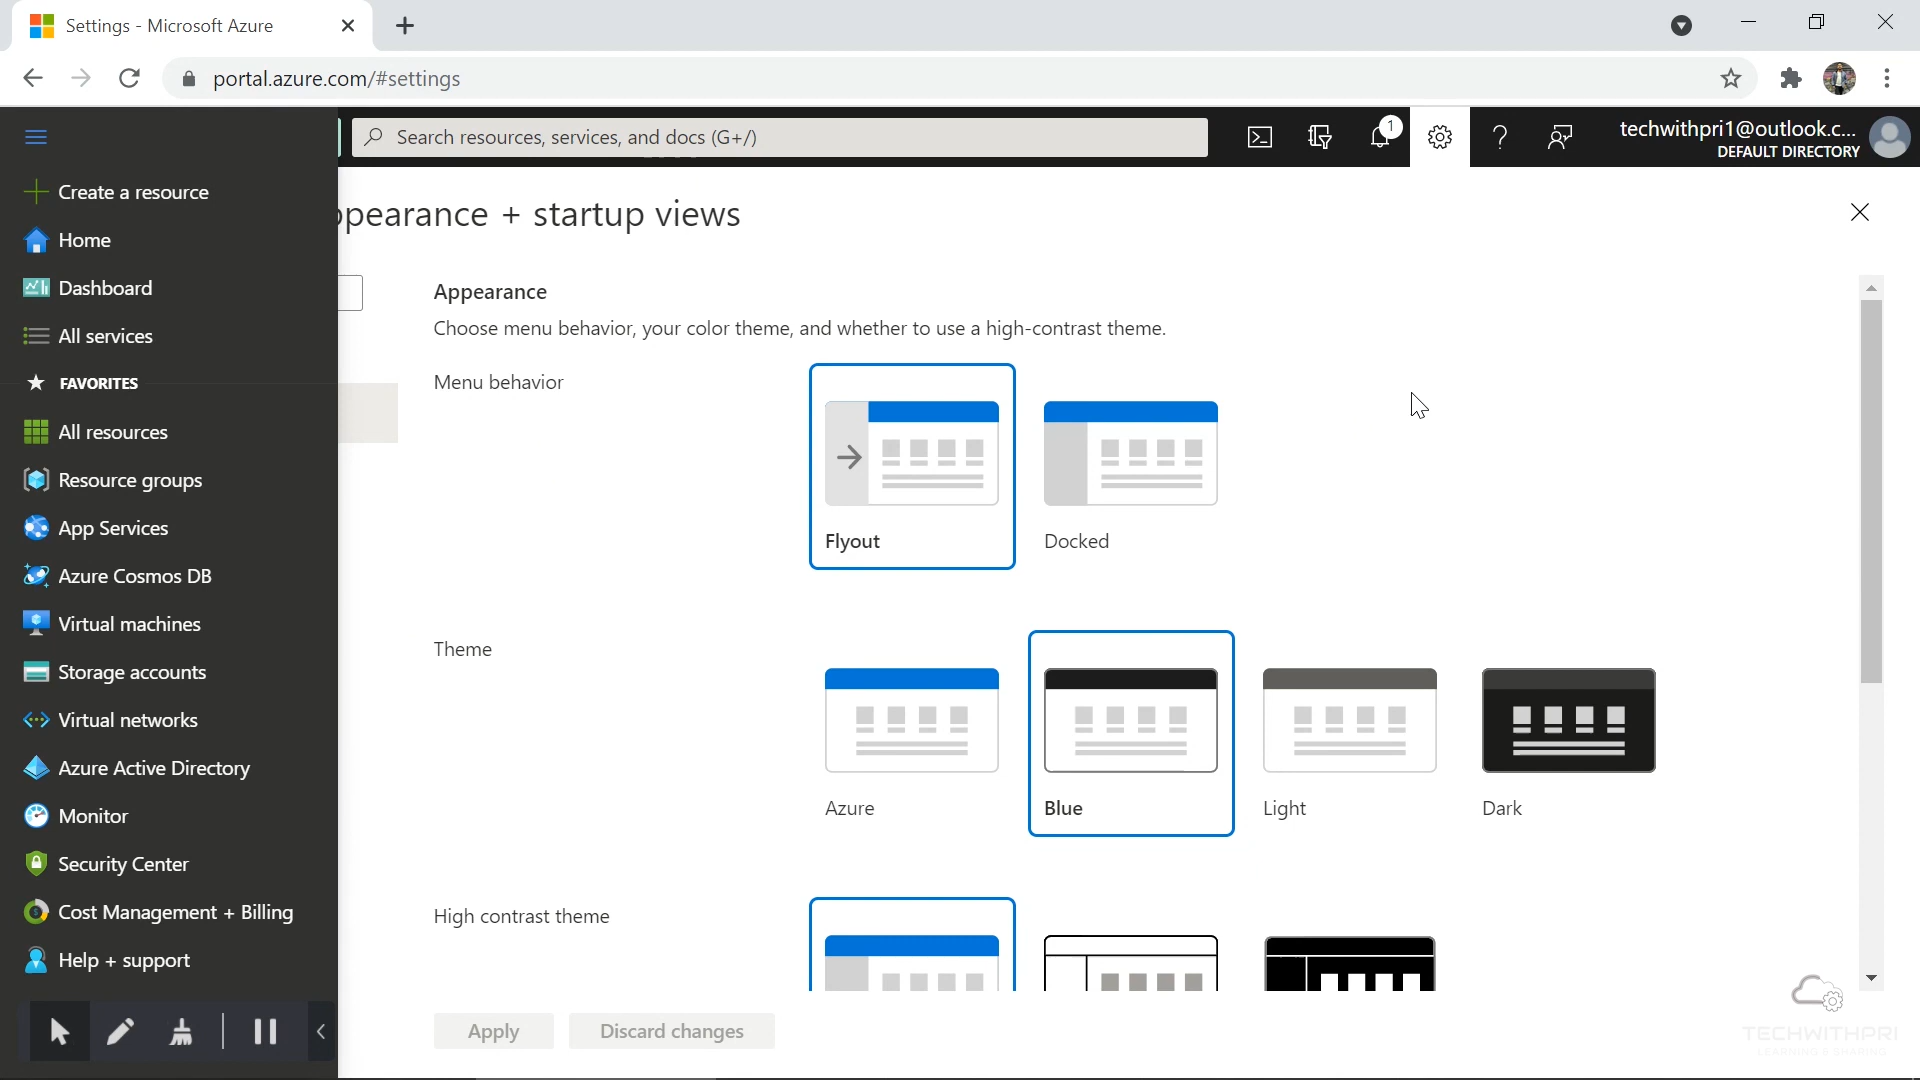 Settings - Microsoft Azure
portal.azure.com/#settings
Search resources, services, and docs (G+/)
1
techwithpri1@outlook.c...
DEFAULT DIRECTORY
Create a resource
Home
Dashboard
All services
FAVORITES
All resources
Resource groups
App Services
Azure Cosmos DB
Virtual machines
Storage accounts
Virtual networks
Azure Active Directory
Monitor
Security Center
Cost Management + Billing
Help + support
ppearance + startup views
Appearance
Choose menu behavior, your color theme, and whether to use a high-contrast theme.
Menu behavior
Flyout
Docked
Theme
Azure
Blue
Light
Dark
High contrast theme
Apply
Discard changes
TECHWITHPRI
LEARNING & SHARING